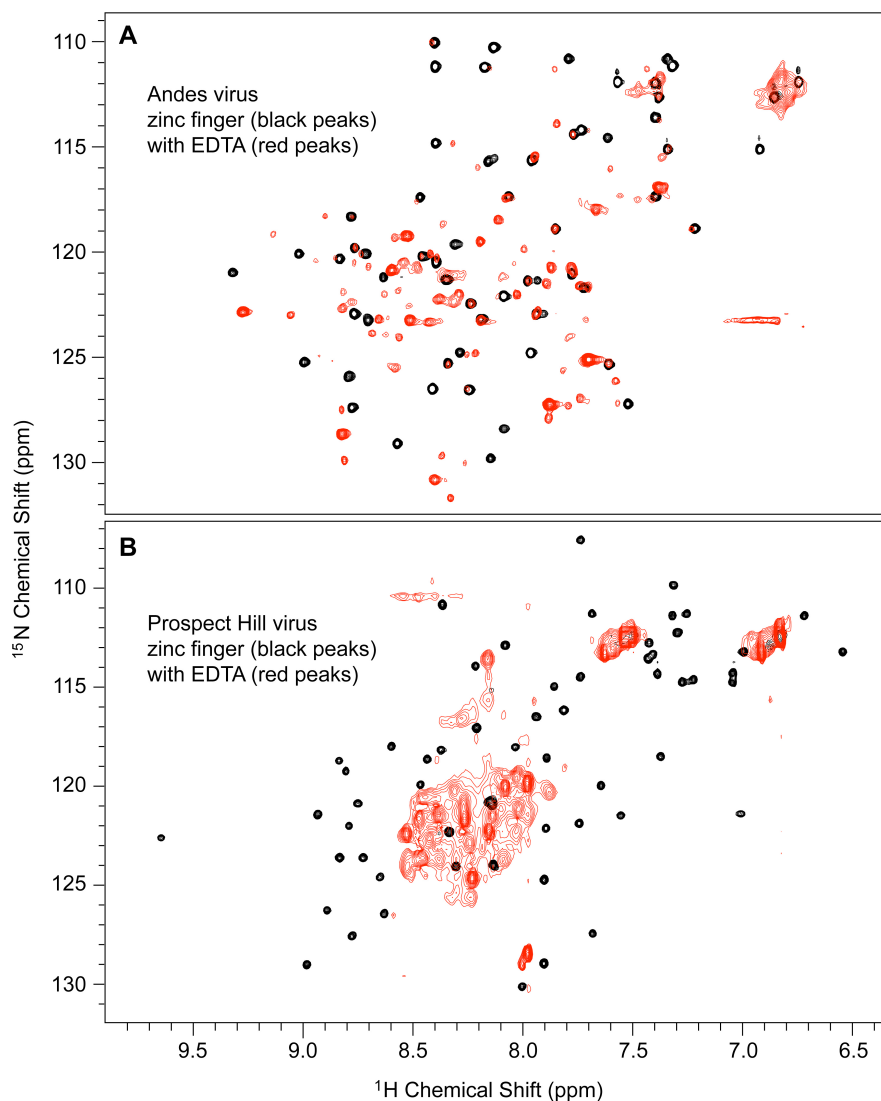 A
Andes virus
zinc finger (black peaks)
with EDTA (red peaks)
110
115
120
125
130
B
Prospect Hill virus
zinc finger (black peaks)
with EDTA (red peaks)
110
115
120
125
130
15N Chemical Shift (ppm)
9.5 9.0 8.5 8.0 7.5 7.0 6.5
1H Chemical Shift (ppm)